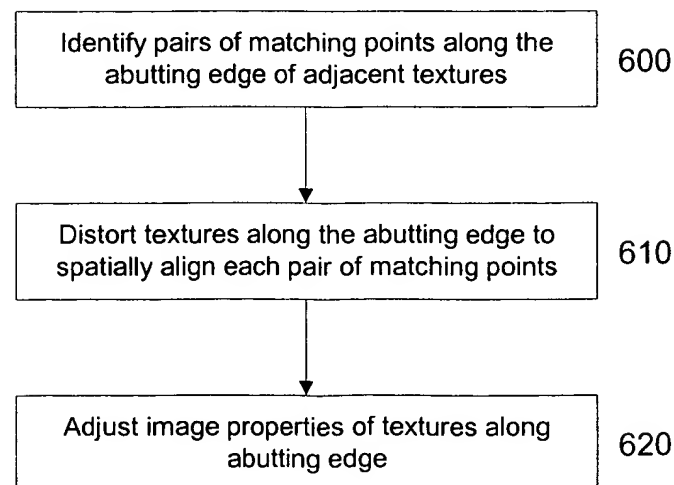 Identify pairs of matching points along the
abutting edge of adjacent textures
600
Distort textures along the abutting edge to
spatially align each pair of matching points
610
Adjust image properties of textures along
abutting edge
620